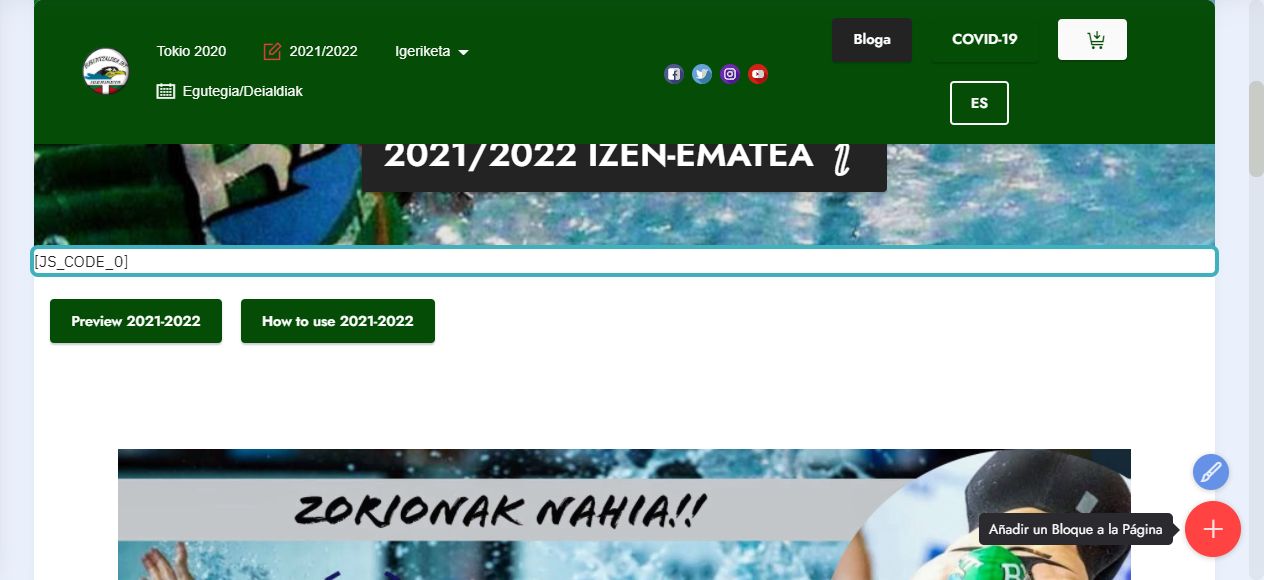 Tokio 2020
2021/2022
Igeriketa
Egutegia/Deialdiak
Bloga
COVID-19
ES
2021/2022 IZEN-EMATEA
[JS_CODE_0]
Preview 2021-2022
How to use 2021-2022
ZORIONAK NAHIA!!
Añadir un Bloque a la Página